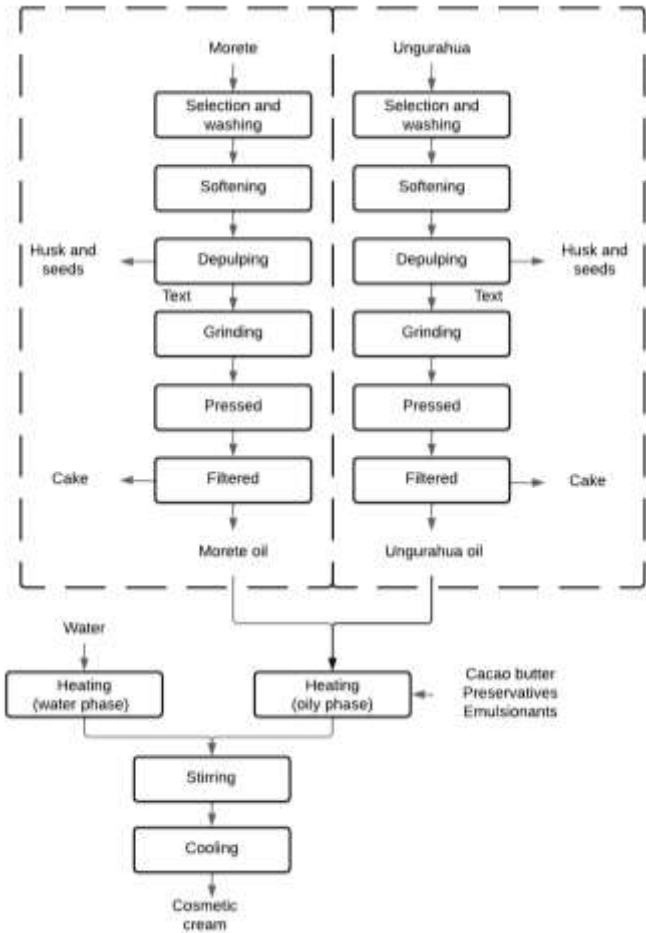 Morete
Ungurahua
Selection and
washing
Selection and
washing
Softening
Softening
Husk and
seeds
Depulping
Depulping
Husk and
seeds
Text
Text
Grinding
Grinding
Pressed
Pressed
Cake
Filtered
Filtered
Cake
Morete oil
Ungurahua oil
Water
Heating
(water phase)
Heating
(oily phase)
Cacao butter
Preservatives
Emulsionants
Stirring
Cooling
Cosmetic
cream